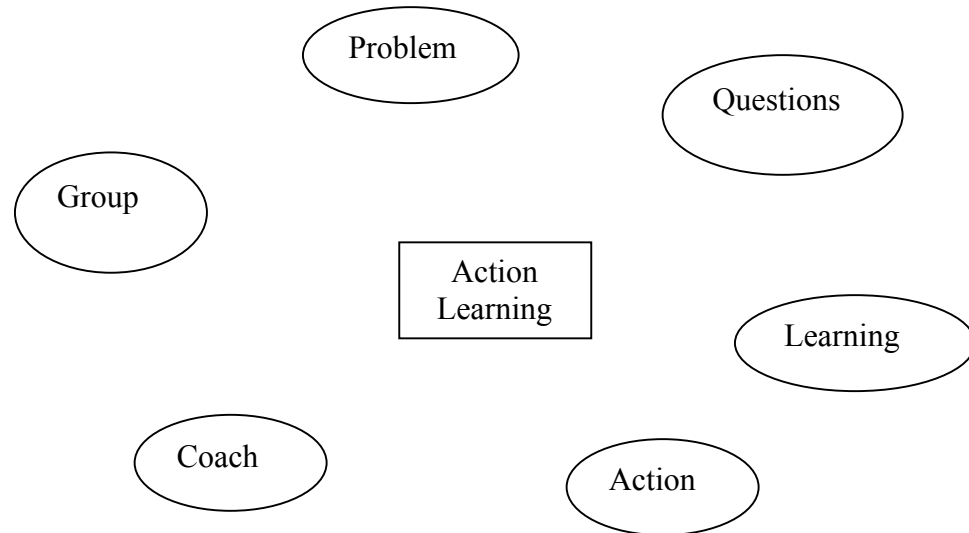 Problem
Questions
Group
Action
Learning
Learning
Coach
Action